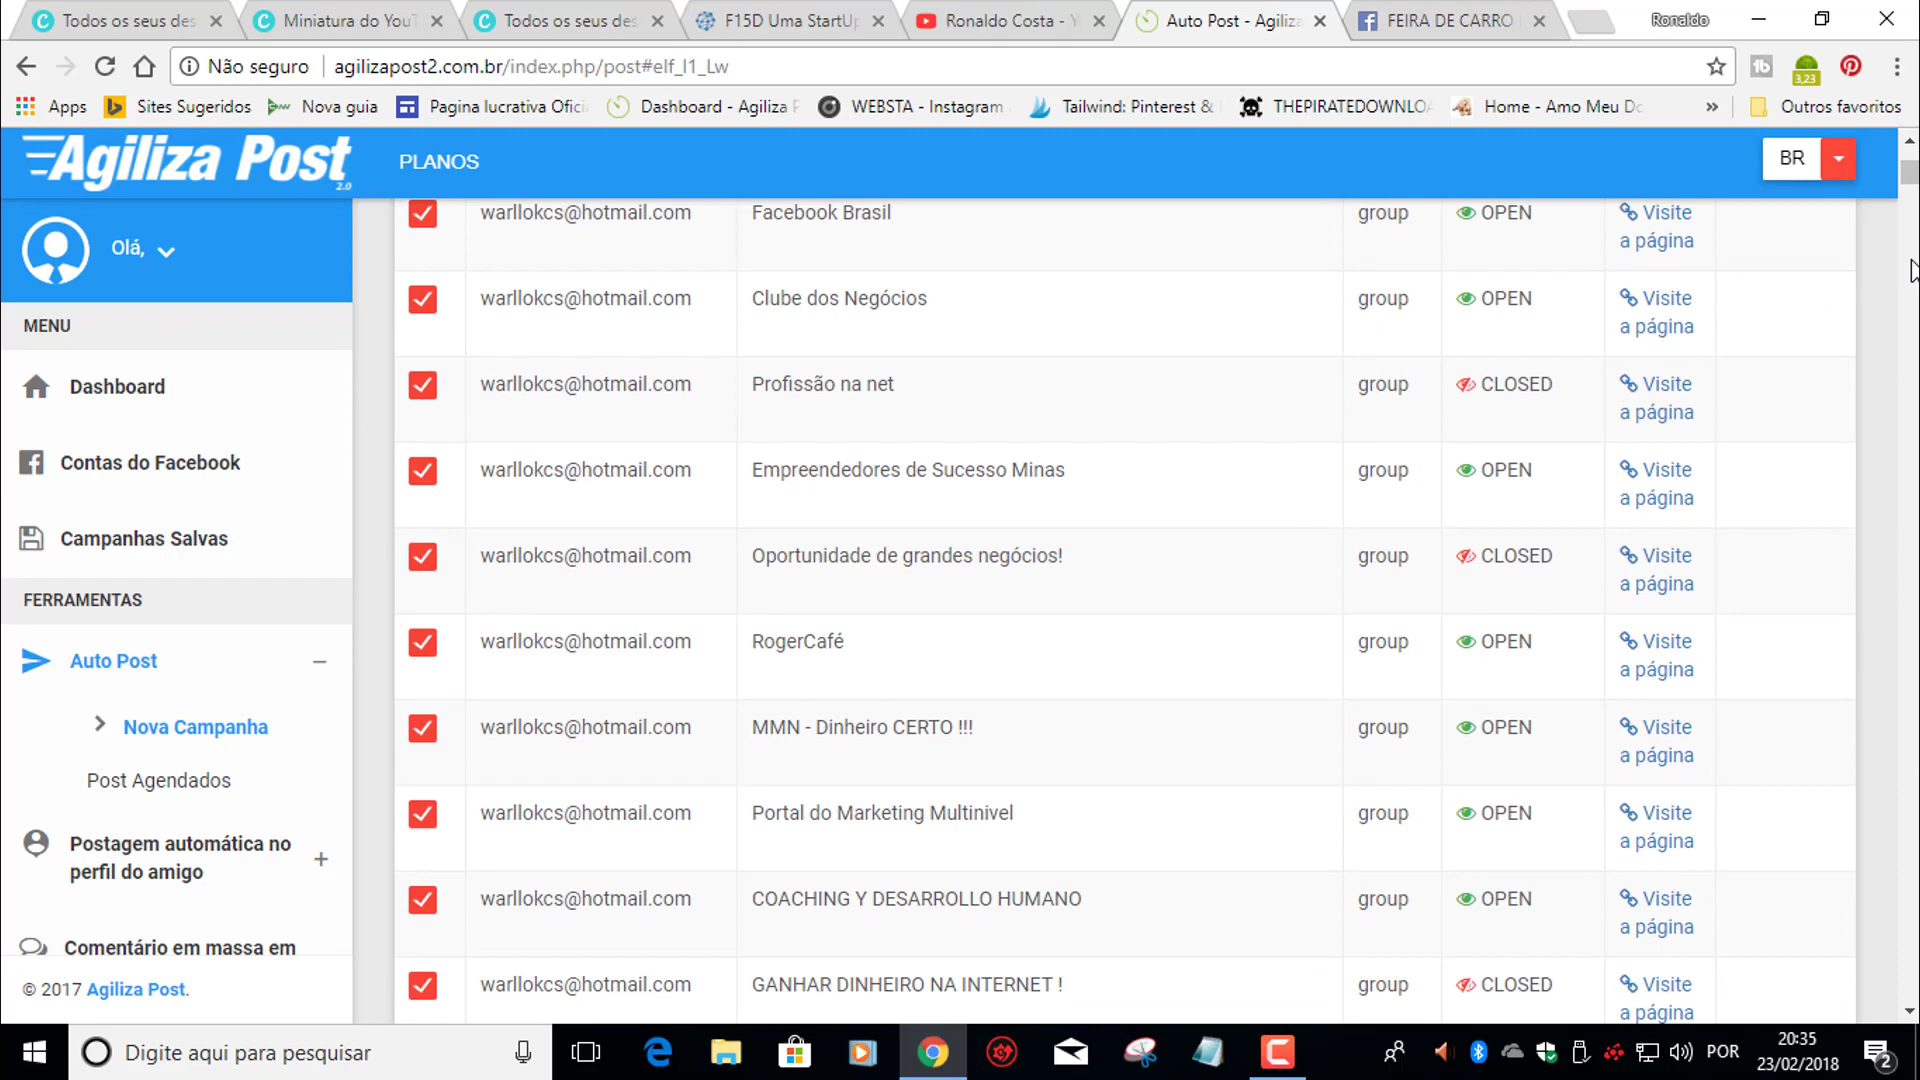 Todos os seus des
Miniatura do YouT
Todos os seus des
F15D Uma StartUp
Ronaldo Costa - Y
Auto Post - Agiliza
FEIRA DE CARRO
Ronaldo
Não seguro
agilizapost2.com.br/index.php/post#elf_l1_Lw
3,23
Apps
Sites Sugeridos
Nova guia
Pagina lucrativa Ofici
Dashboard - Agiliza P
WEBSTA - Instagram
Tailwind: Pinterest &
THEPIRATEDOWNLO
Home - Amo Meu Do
»
Outros favoritos
Agiliza Post
2.0
PLANOS
BR
Olá,
MENU
Dashboard
Contas do Facebook
Campanhas Salvas
FERRAMENTAS
Auto Post
Nova Campanha
Post Agendados
Postagem automática no
perfil do amigo
Comentário em massa em
© 2017 Agiliza Post.
warllokcs@hotmail.com Facebook Brasil group OPEN Visite
a página
warllokcs@hotmail.com Clube dos Negócios group OPEN Visite
a página
warllokcs@hotmail.com Profissão na net group CLOSED Visite
a página
warllokcs@hotmail.com Empreendedores de Sucesso Minas group OPEN Visite
a página
warllokcs@hotmail.com Oportunidade de grandes negócios! group CLOSED Visite
a página
warllokcs@hotmail.com RogerCafé group OPEN Visite
a página
warllokcs@hotmail.com MMN - Dinheiro CERTO !!! group OPEN Visite
a página
warllokcs@hotmail.com Portal do Marketing Multinivel group OPEN Visite
a página
warllokcs@hotmail.com COACHING Y DESARROLLO HUMANO group OPEN Visite
a página
warllokcs@hotmail.com GANHAR DINHEIRO NA INTERNET ! group CLOSED Visite
a página
Digite aqui para pesquisar
POR
20:35
23/02/2018
2